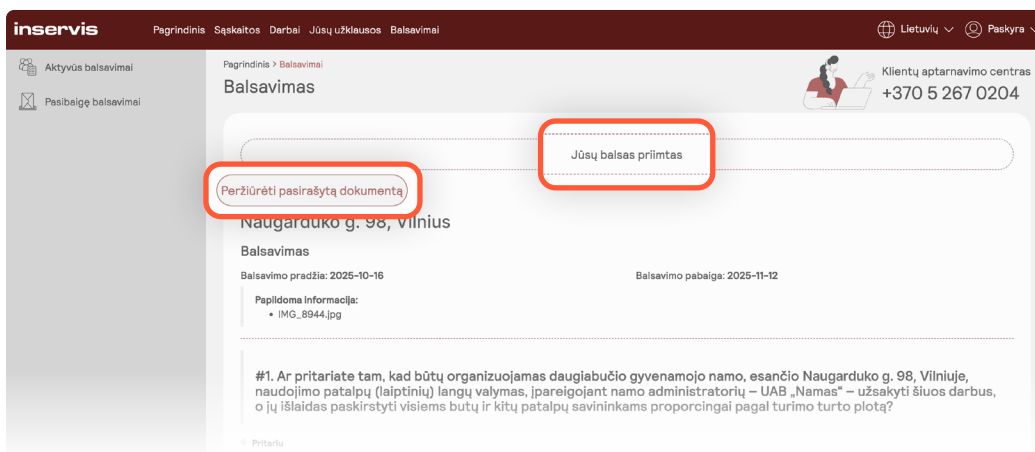 inservis
Pagrindinis Sąskaitos Darbai Jūsų užklausos Balsavimai
Lietuvių
Paskyra
Aktyvūs balsavimai
Pasibaigę balsavimai
Pagrindinis > Balsavimai
Balsavimas
Klientų aptarnavimo centras
+370 5 267 0204
Jūsų balsas priimtas
Peržiūrėti pasirašytą dokumentą
Naugarduko g. 98, Vilnius
Balsavimas
Balsavimo pradžia: 2025-10-16
Balsavimo pabaiga: 2025-11-12
Papildoma informacija:
• IMG_8944.jpg
#1. Ar pritariate tam, kad būtų organizuojamas daugiabučio gyvenamojo namo, esančio Naugarduko g. 98, Vilniuje,
naudojimo patalpų (laiptinių) langų valymas, įpareigojant namo administratorių – UAB „Namas“ – užsakyti šiuos darbus,
o jų išlaidas paskirstyti visiems butų ir kitų patalpų savininkams proporcingai pagal turimo turto plotą?
Pritariu